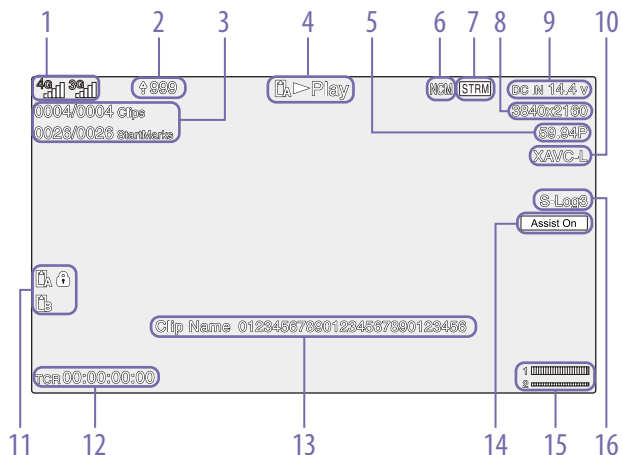 1 2 3 4 5 6 7 8 9 10
4G 3G 999 A Play NCM STRM DC IN 14.4 V
0004/0004 Clips 3840x2160
0026/0026 StartMarks 59.94P
XAVC-L
S-Log3
Assist On
A
B
Clip Name 012345678901234567890123456
TCR 00:00:00:00
1
2
11 12 13 14 15 16